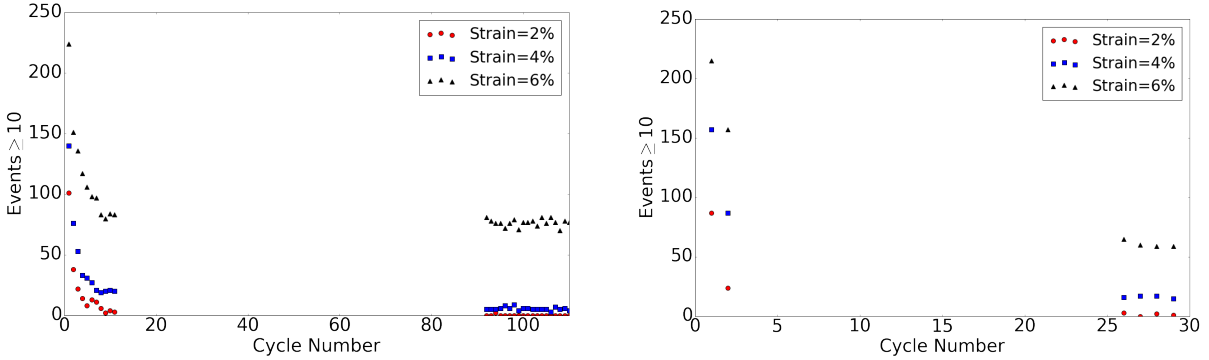 250
200
150
100
50
0
Events ≥ 10
Strain=2%
Strain=4%
Strain=6%
0 20 40 60 80 100
Cycle Number
250
200
150
100
50
0
Events ≥ 10
Strain=2%
Strain=4%
Strain=6%
0 5 10 15 20 25 30
Cycle Number